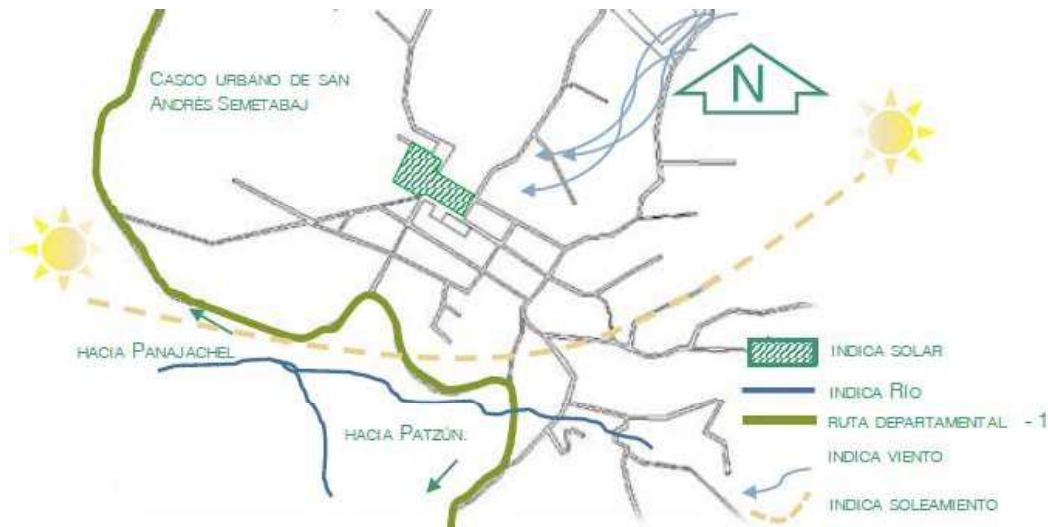 CASCO URBANO DE SAN
ANDRÉS SEMETABAJ
N
HACIA PANAJACHEL
HACIA PATZÚN.
INDICA SOLAR
INDICA RÍO
RUTA DEPARTAMENTAL - 1
INDICA VIENTO
INDICA SOLEAMIENTO